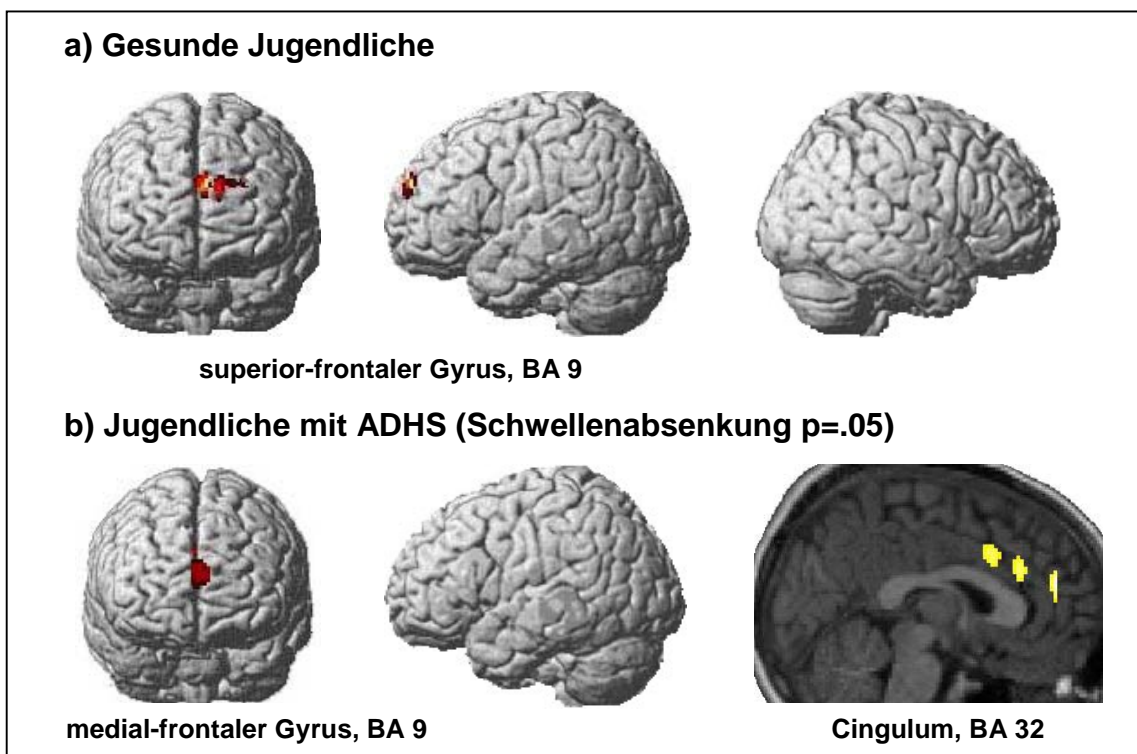 a) Gesunde Jugendliche
superior-frontaler Gyrus, BA 9
b) Jugendliche mit ADHS (Schwellenabsenkung p=.05)
medial-frontaler Gyrus, BA 9
Cingulum, BA 32